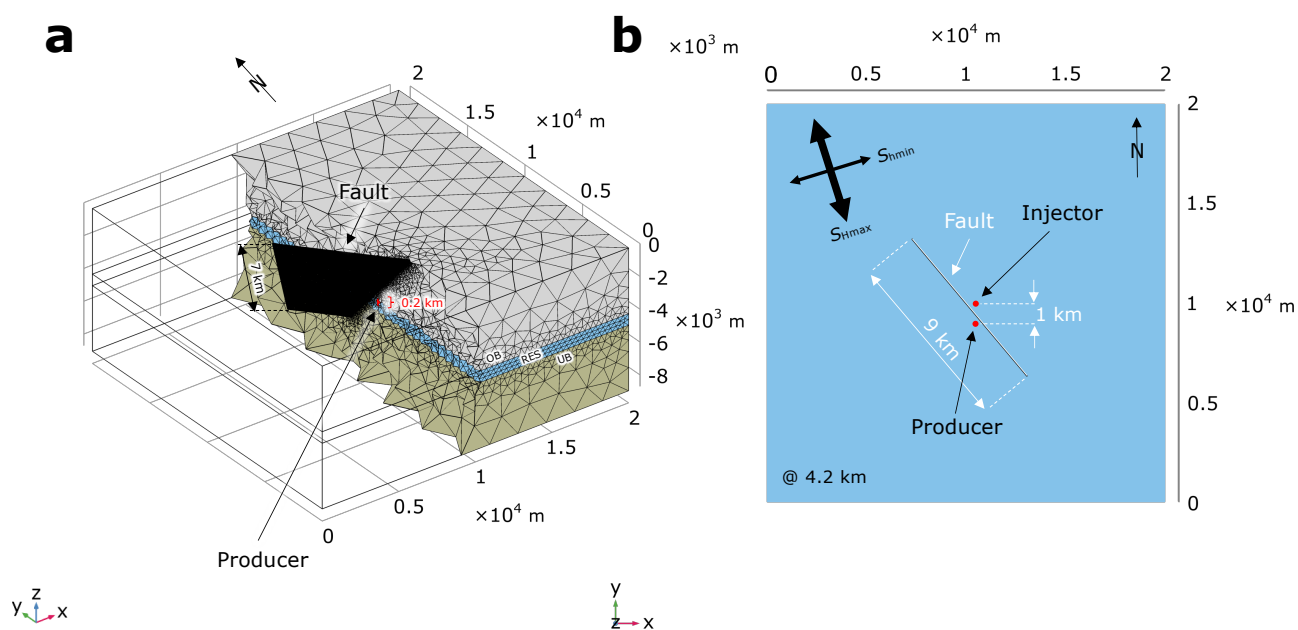 a
N
2
1.5
×10⁴ m
1
0.5
0
0
-2
-4
×10³ m
-6
-8
Fault
7 km
0.2 km
OB
RES
UB
2
1.5
1
×10⁴ m
0.5
0
Producer
z
y
x
b
×10³ m
×10⁴ m
0
0.5
1
1.5
2
N
Shmin
SHmax
Fault
Injector
1 km
9 km
Producer
@ 4.2 km
2
1.5
1
×10⁴ m
0.5
0
y
z
x